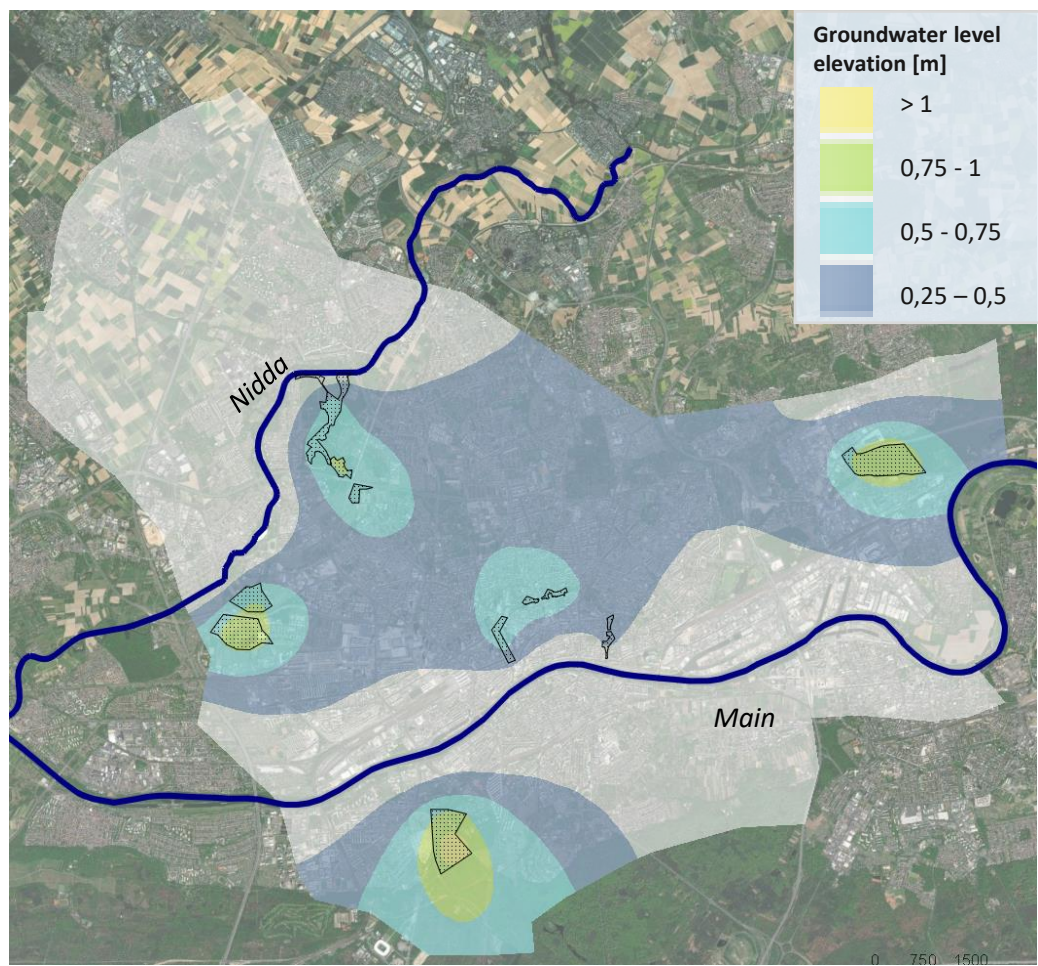 Groundwater level
elevation [m]
> 1
0,75 - 1
0,5 - 0,75
0,25 – 0,5
Nidda
Main
0 750 1500